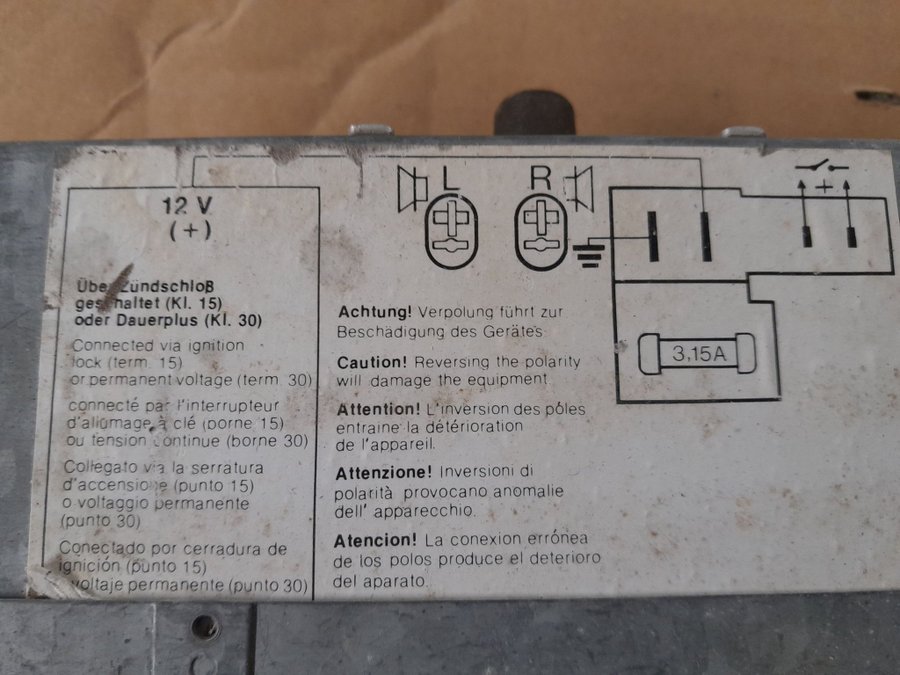 12 V
(+)
Über Zündschloß
geschaltet (Kl. 15)
oder Dauerplus (Kl. 30)
Connected via ignition
lock (term. 15)
or permanent voltage (term. 30)
connecté par l'interrupteur
d'allomage à clé (borne 15)
ou tension continue (borne 30)
Collegato via la serratura
d'accensione (punto 15)
o voltaggio permanente
(punto 30)
Conectado por cerradura de
ignición (punto 15)
voltaje permanente (punto 30)
L R
+
Achtung! Verpolung führt zur
Beschädigung des Gerätes.
Caution! Reversing the polarity
will damage the equipment
Attention! L'inversion des pôles
entraine la détérioration
de l'appareil.
Attenzione! Inversioni di
polarità provocano anomalie
dell' apparecchio.
Atencion! La conexion errónea
de los polos produce el deterioro
del aparato.
3,15A